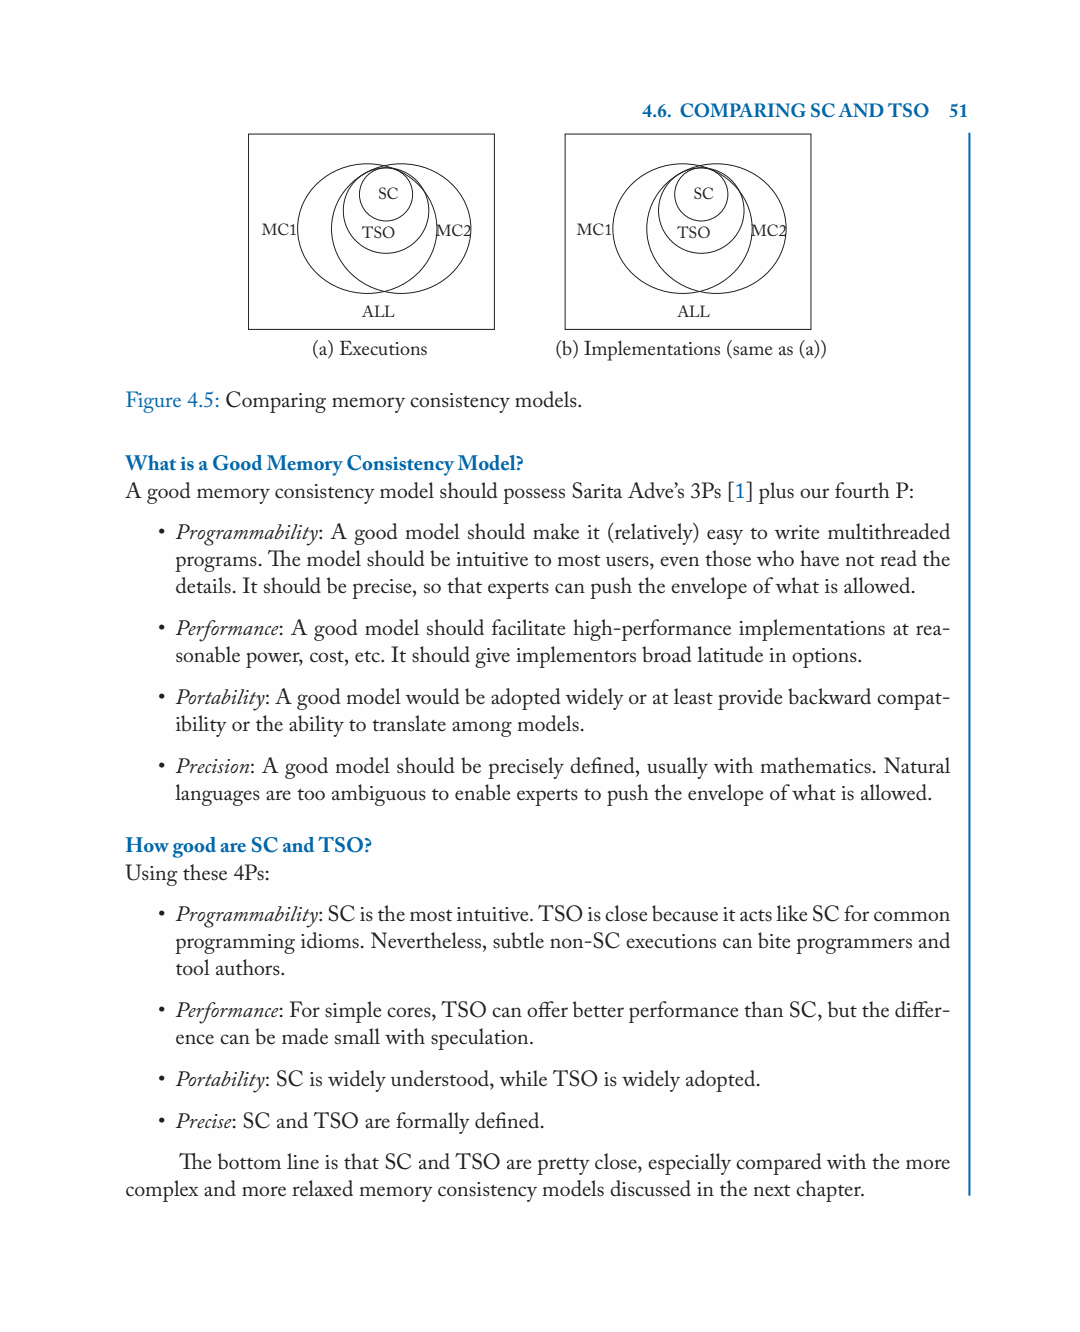 4.6. COMPARING SC AND TSO 51
SC
MC1
TSO
MC2
ALL
SC
MC1
TSO
MC2
ALL
(a) Executions
(b) Implementations (same as (a))
Figure 4.5: Comparing memory consistency models.
What is a Good Memory Consistency Model?
A good memory consistency model should possess Sarita Adve's 3Ps [1] plus our fourth P:
• Programmability: A good model should make it (relatively) easy to write multithreaded
programs. The model should be intuitive to most users, even those who have not read the
details. It should be precise, so that experts can push the envelope of what is allowed.
• Performance: A good model should facilitate high-performance implementations at rea-
sonable power, cost, etc. It should give implementors broad latitude in options.
• Portability: A good model would be adopted widely or at least provide backward compat-
ibility or the ability to translate among models.
• Precision: A good model should be precisely defined, usually with mathematics. Natural
languages are too ambiguous to enable experts to push the envelope of what is allowed.
How good are SC and TSO?
Using these 4Ps:
• Programmability: SC is the most intuitive. TSO is close because it acts like SC for common
programming idioms. Nevertheless, subtle non-SC executions can bite programmers and
tool authors.
• Performance: For simple cores, TSO can offer better performance than SC, but the differ-
ence can be made small with speculation.
• Portability: SC is widely understood, while TSO is widely adopted.
• Precise: SC and TSO are formally defined.
The bottom line is that SC and TSO are pretty close, especially compared with the more
complex and more relaxed memory consistency models discussed in the next chapter.